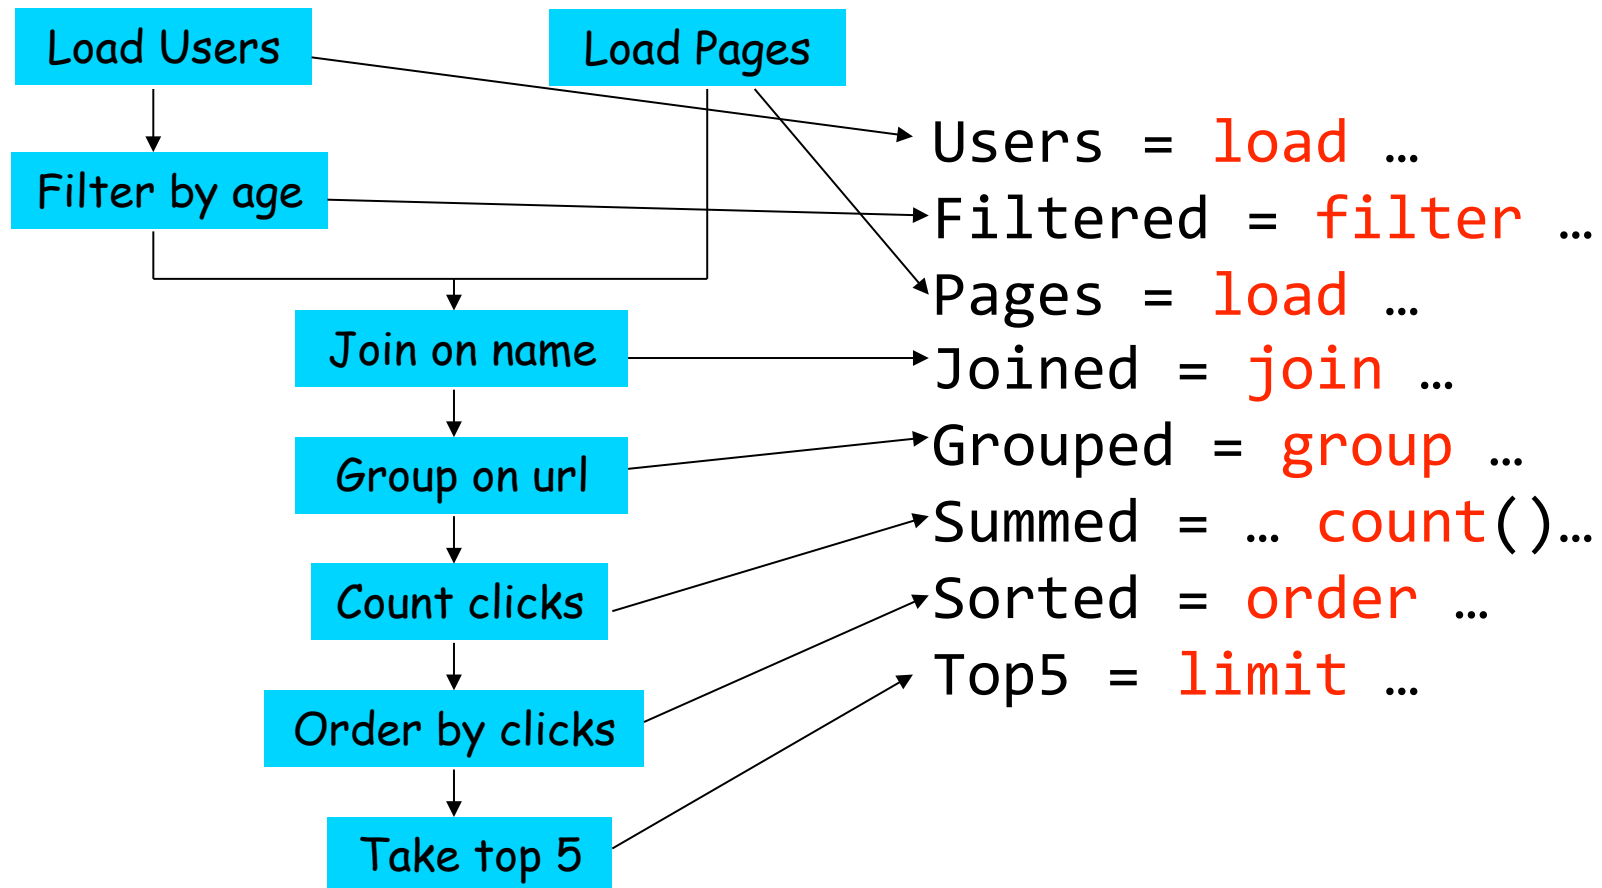 Load Users
Load Pages
Filter by age
Join on name
Group on url
Count clicks
Order by clicks
Take top 5
Users = load …
Filtered = filter …
Pages = load …
Joined = join …
Grouped = group …
Summed = … count()…
Sorted = order …
Top5 = limit …